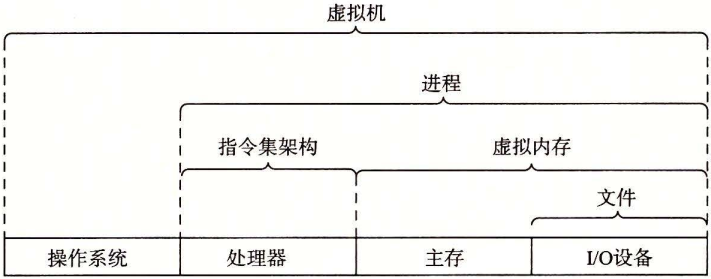 虚拟机
进程
指令集架构
虚拟内存
文件
操作系统
处理器
主存
I/O设备